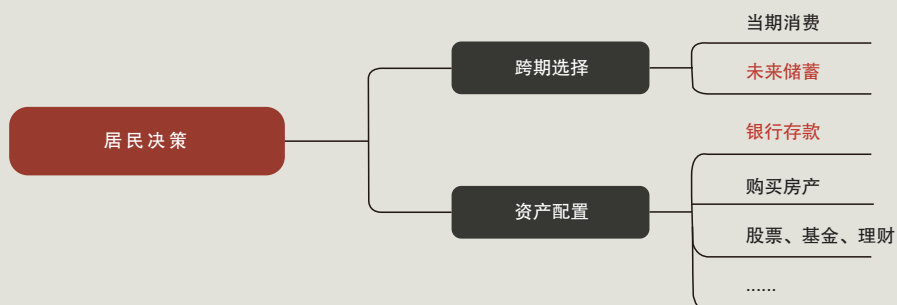 居民决策
跨期选择
当期消费
未来储蓄
资产配置
银行存款
购买房产
股票、基金、理财
······